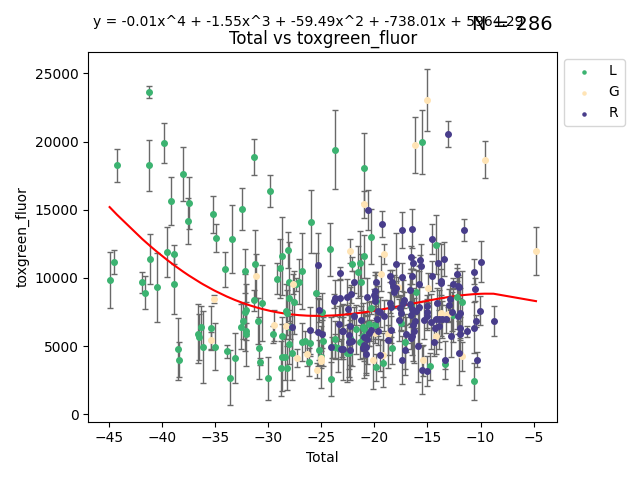 y = -0.01x^4 + -1.55x^3 + -59.49x^2 + -738.01x + 5964.29
N = 286
Total vs toxgreen_fluor
25000
20000
15000
10000
5000
0
toxgreen_fluor
−45 −40 −35 −30 −25 −20 −15 −10 −5
Total
L
G
R